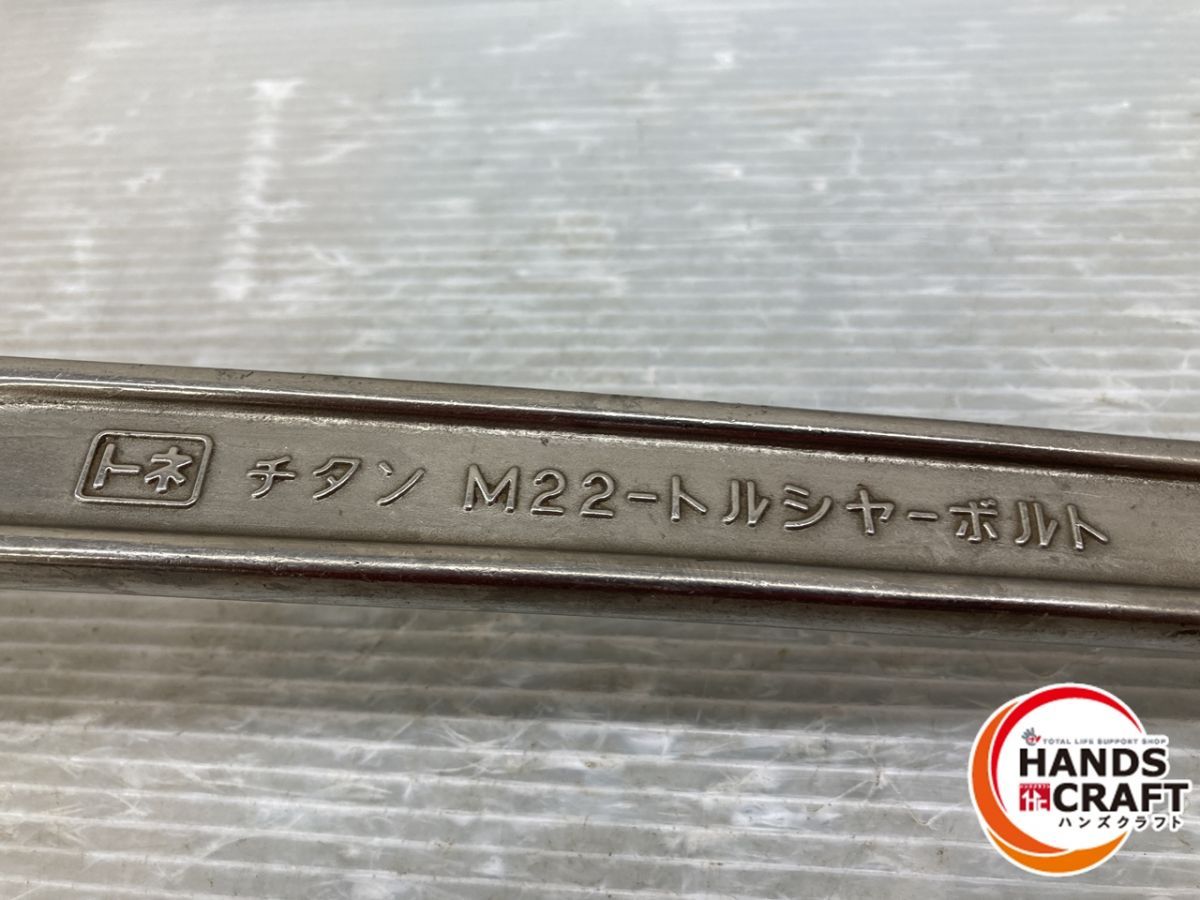 トネ チタン M22-トルシヤーボルト
TOTAL LIFE SUPPORT SHOP
HANDS
CRAFT
ハンズクラフト